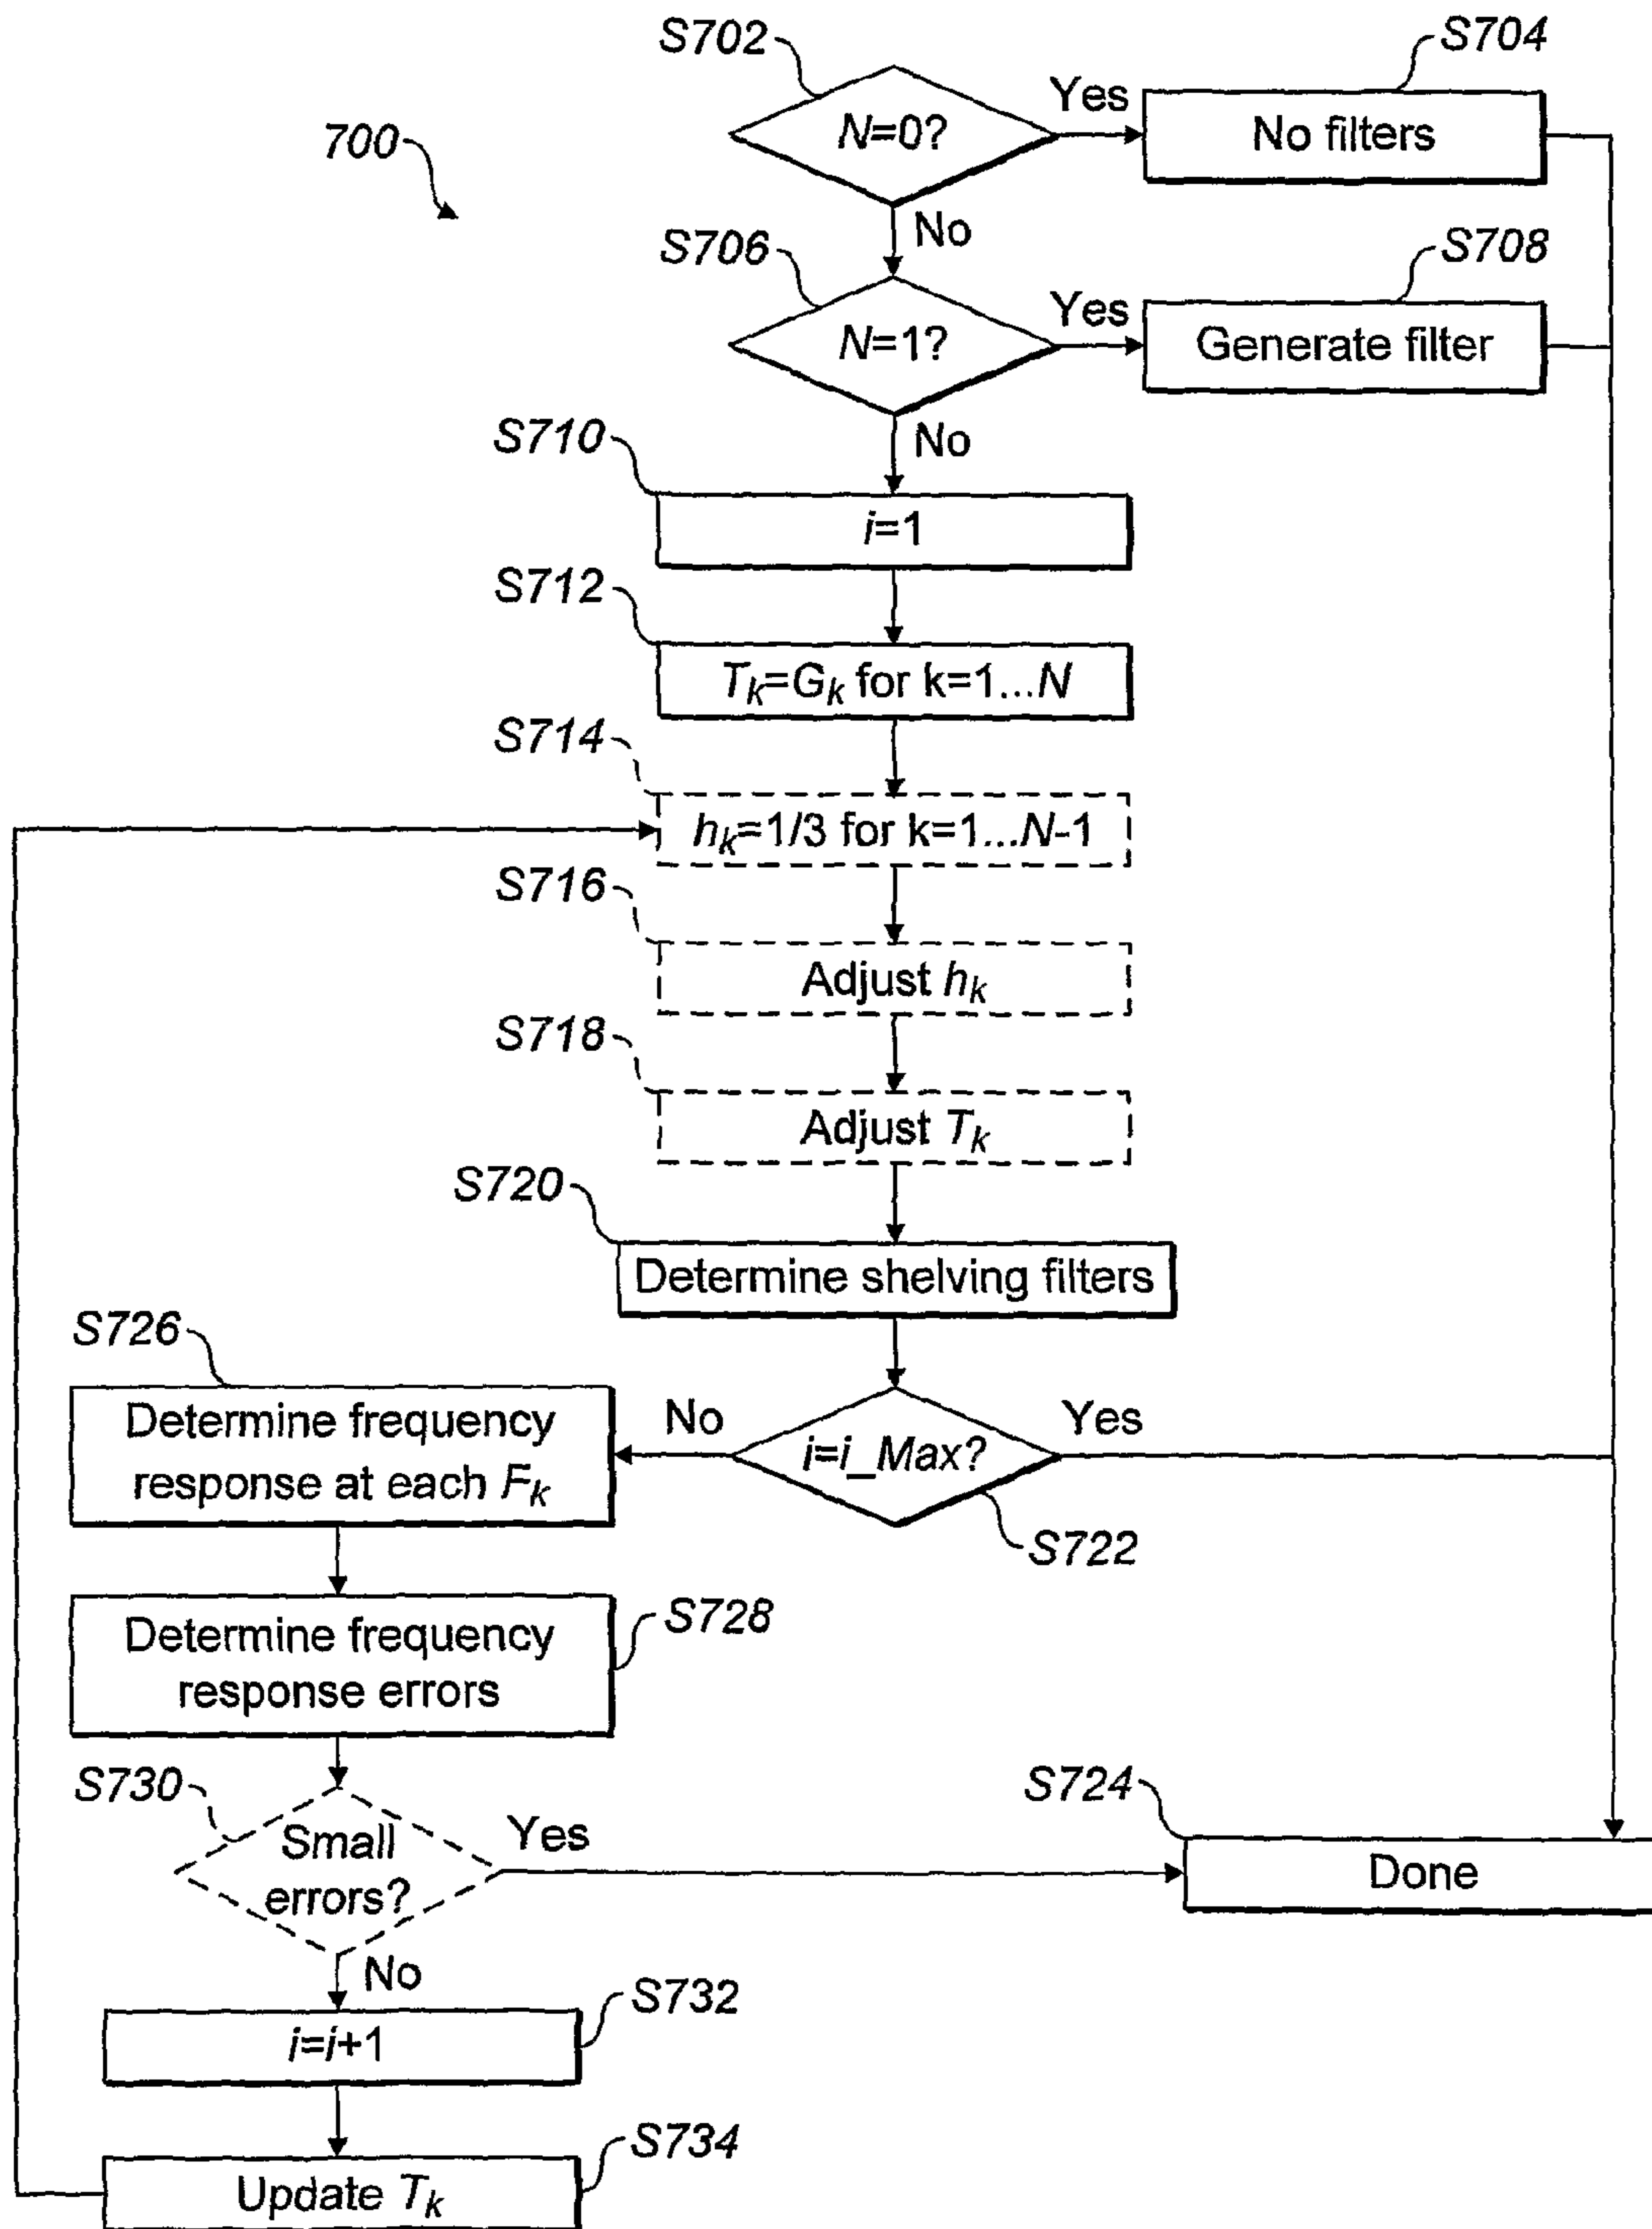 S702
S704
700
N=0?
Yes
No filters
No
S706
S708
N=1?
Yes
Generate filter
No
S710
i=1
S712
Tk=Gk for k=1...N
S714
hk=1/3 for k=1...N-1
S716
Adjust hk
S718
Adjust Tk
S720
Determine shelving filters
S726
Determine frequency
response at each Fk
No
i=i_Max?
Yes
S722
Determine frequency
response errors
S728
S730
Small
errors?
Yes
S724
Done
No
S732
i=i+1
S734
Update Tk